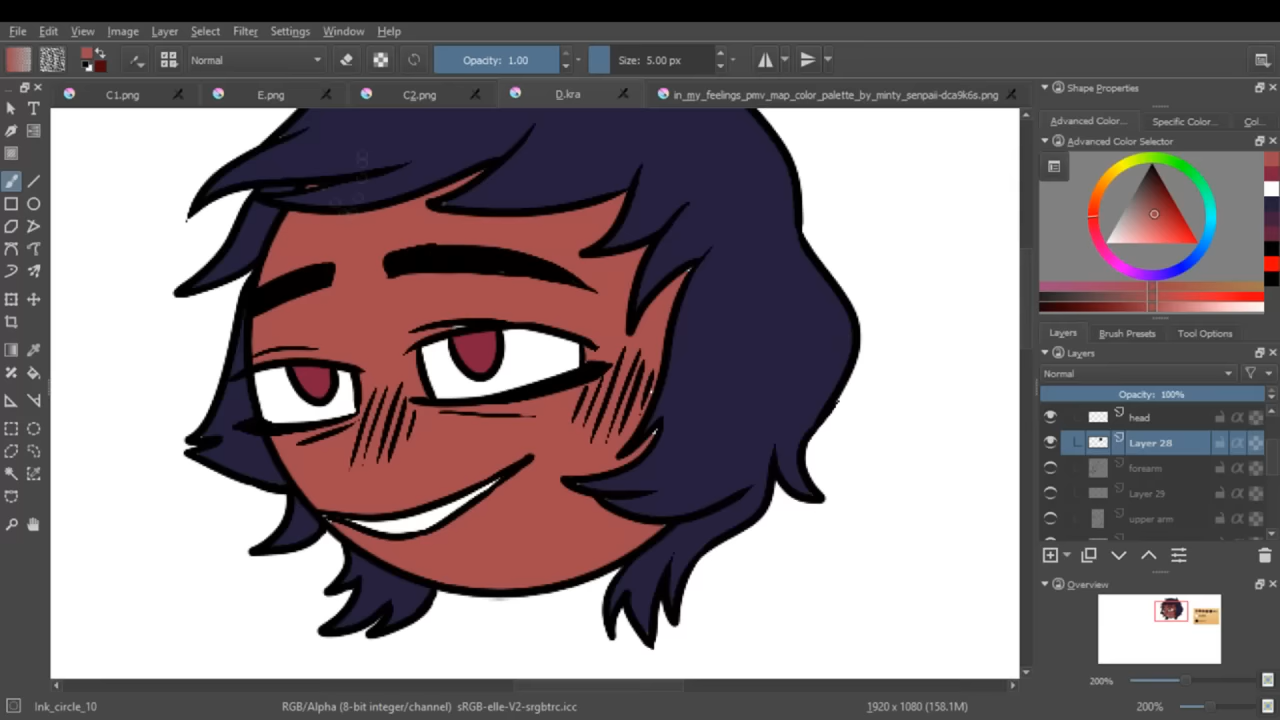 File Edit View Image Layer Select Filter Settings Window Help
Normal Opacity: 1.00 Size: 5.00 px
C1.png E.png C2.png D.kra in_my_feelings_pmv_map_color_palette_by_minty_senpai-dca9k6s.png
Shape Properties
Advanced Color... Specific Color... Col...
Advanced Color Selector
Layers Brush Presets Tool Options
Layers
Normal
Opacity: 100%
head
Layer 28
forearm
Layer 29
upper arm
Overview
200%
Ink_circle_10 RGB/Alpha (8-bit integer/channel) sRGB-elle-V2-srgbtrc.icc 1920 x 1080 (158.1M) 200%